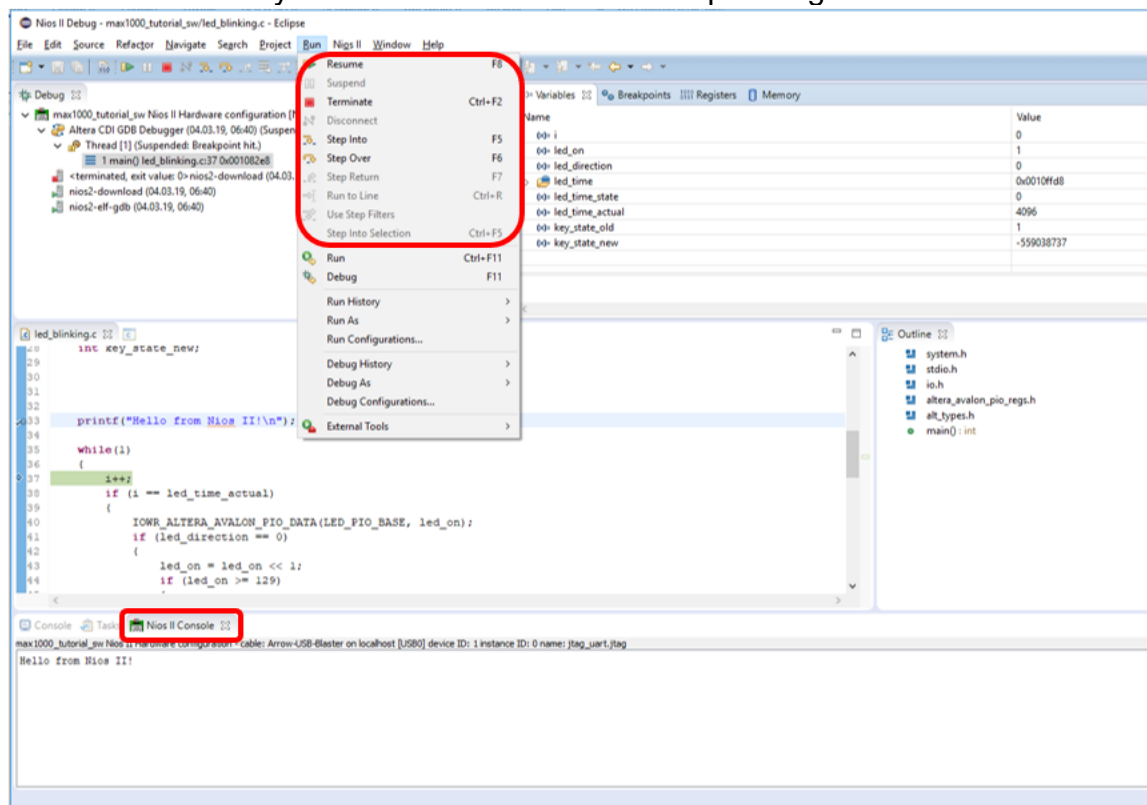 Nios II Debug - max1000_tutorial_sw/led_blinking.c - Eclipse
File Edit Source Refactor Navigate Search Project Run Nios II Window Help
Resume F8
Suspend
Terminate Ctrl+F2
Disconnect
Step Into F5
Step Over F6
Step Return F7
Run to Line Ctrl+R
Use Step Filters
Step Into Selection Ctrl+F5
Run Ctrl+F11
Debug F11
Run History
Run As
Run Configurations...
Debug History
Debug As
Debug Configurations...
External Tools
Debug
max1000_tutorial_sw Nios II Hardware configuration [
Altera CDI GDB Debugger (04.03.19, 06:40) (Suspen
Thread [1] (Suspended: Breakpoint hit.)
1 main() led_blinking.c:37 0x001082e8
<terminated, exit value: 0>nios2-download (04.03.
nios2-download (04.03.19, 06:40)
nios2-elf-gdb (04.03.19, 06:40)
Variables Breakpoints Registers Memory
Name Value
i 0
led_on 1
led_direction 0
led_time 0x0010ffd8
led_time_state 0
led_time_actual 4096
key_state_old 1
key_state_new -559038737
led_blinking.c
28 int key_state_new;
29
30
31
32
33 printf("Hello from Nios II!\n");
34
35 while(1)
36 {
37 i++;
38 if (i == led_time_actual)
39 {
40 IOWR_ALTERA_AVALON_PIO_DATA(LED_PIO_BASE, led_on);
41 if (led_direction == 0)
42 {
43 led_on = led_on << 1;
44 if (led_on >= 129)
Outline
system.h
stdio.h
io.h
altera_avalon_pio_regs.h
alt_types.h
main() : int
Console Tasks Nios II Console
max1000_tutorial_sw Nios II Hardware configuration - cable: Arrow-USB-Blaster on localhost [USB0] device ID: 1 instance ID: 0 name: jtag_uart.jtag
Hello from Nios II!